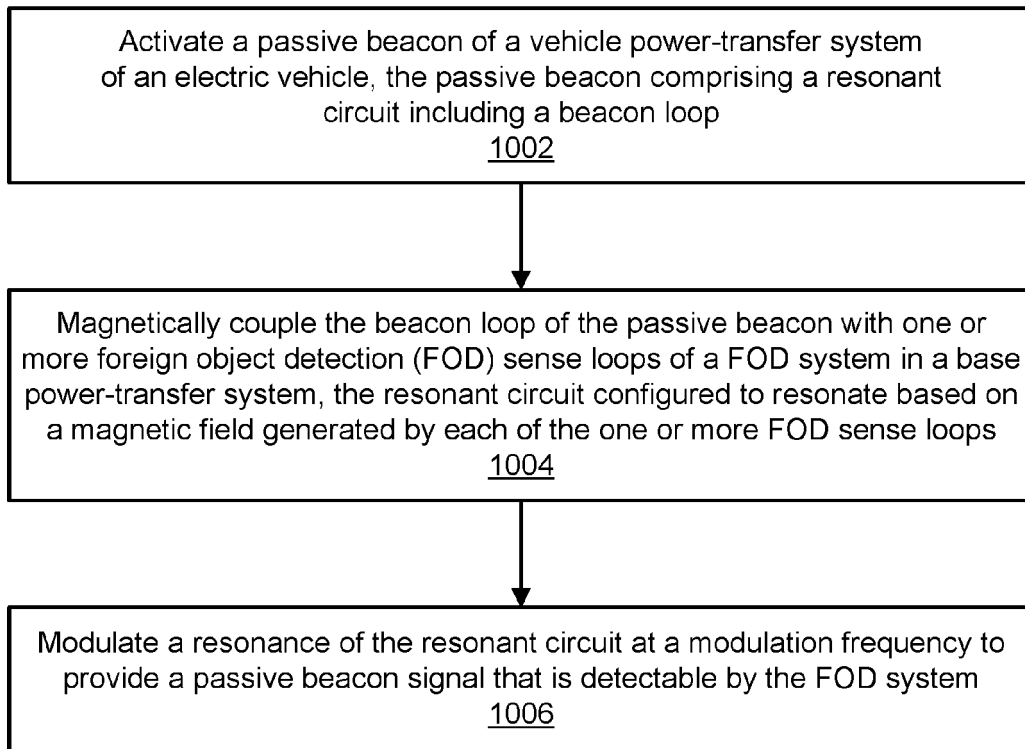 Activate a passive beacon of a vehicle power-transfer system
of an electric vehicle, the passive beacon comprising a resonant
circuit including a beacon loop
1002
Magnetically couple the beacon loop of the passive beacon with one or
more foreign object detection (FOD) sense loops of a FOD system in a base
power-transfer system, the resonant circuit configured to resonate based on
a magnetic field generated by each of the one or more FOD sense loops
1004
Modulate a resonance of the resonant circuit at a modulation frequency to
provide a passive beacon signal that is detectable by the FOD system
1006